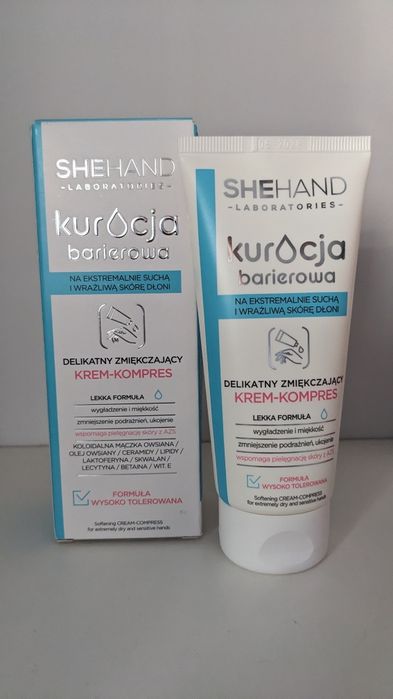 SHEHAND
-LABORATORIES-
kuracja
barierowa
NA EKSTREMALNIE SUCHĄ
I WRAŻLIWĄ SKÓRĘ DŁONI
DELIKATNY ZMIĘKCZAJĄCY
KREM-KOMPRES
LEKKA FORMUŁA
wygładzenie i miękkość
zmniejszenie podrażnień, ukojenie
wspomaga pielęgnację skóry z AZS
KOLOIDALNA MĄCZKA OWSIANA /
OLEJ OWSIANY / CERAMIDY / LIPIDY /
LAKTOFERYNA / SKWALAN /
LECYTYNA / BETAINA / WIT. E
FORMUŁA
WYSOKO TOLEROWANA
Softening CREAM-COMPRESS
for extremely dry and sensitive hands
SHEHAND
-LABORATORIES-
kuracja
barierowa
NA EKSTREMALNIE SUCHĄ
I WRAŻLIWĄ SKÓRĘ DŁONI
DELIKATNY ZMIĘKCZAJĄCY
KREM-KOMPRES
LEKKA FORMUŁA
wygładzenie i miękkość
zmniejszenie podrażnień, ukojenie
wspomaga pielęgnację skóry z AZS
FORMUŁA
WYSOKO TOLEROWANA
Softening CREAM-COMPRESS
for extremely dry and sensitive hands